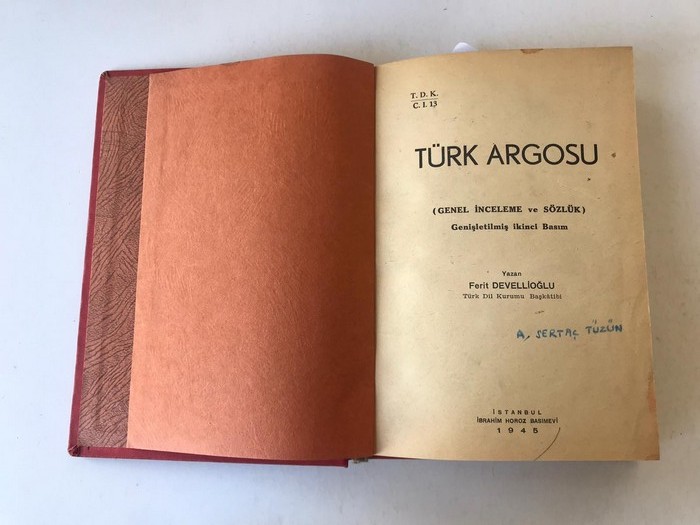 T. D. K.
C. I. 13
TÜRK ARGOSU
(GENEL İNCELEME ve SÖZLÜK)
Genişletilmiş ikinci Basım
Yazan
Ferit DEVELLİOĞLU
Türk Dil Kurumu Başkâtibi
A. SERTAÇ TÜZÜN
İSTANBUL
İBRAHİM HOROZ BASIMEVİ
1945